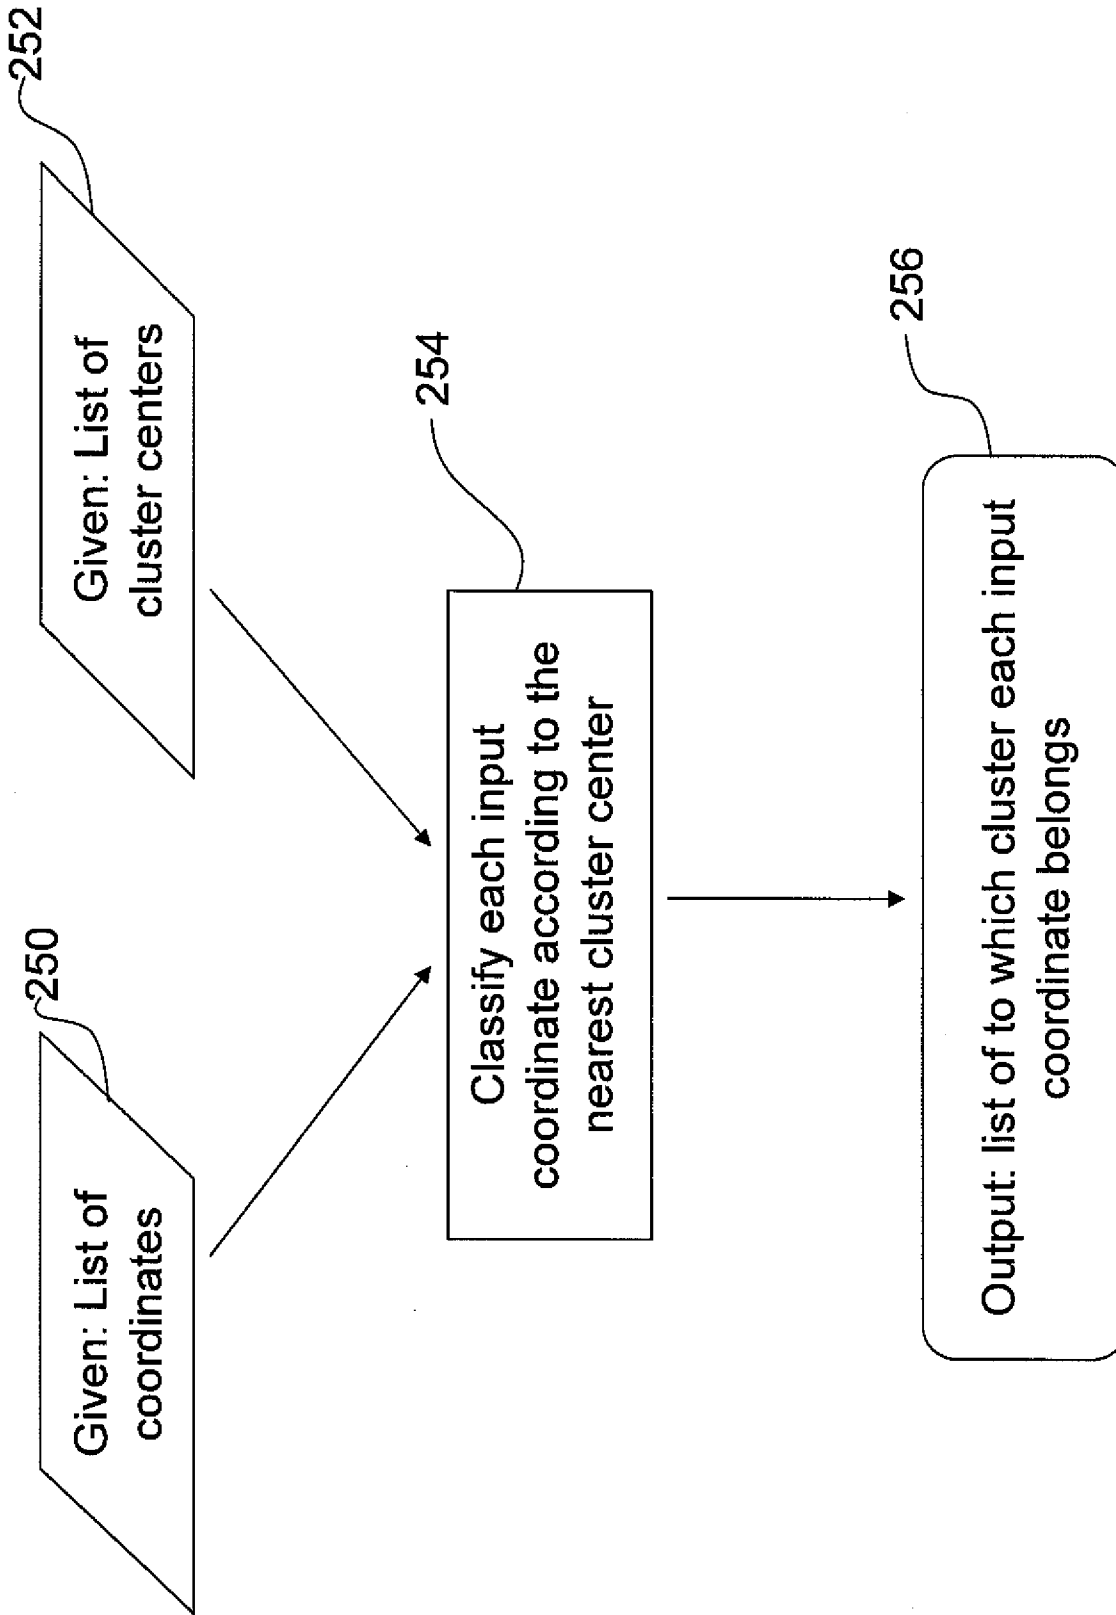 Given: List of
coordinates
250
Given: List of
cluster centers
252
Classify each input
coordinate according to the
nearest cluster center
254
Output: list of to which cluster each input
coordinate belongs
256